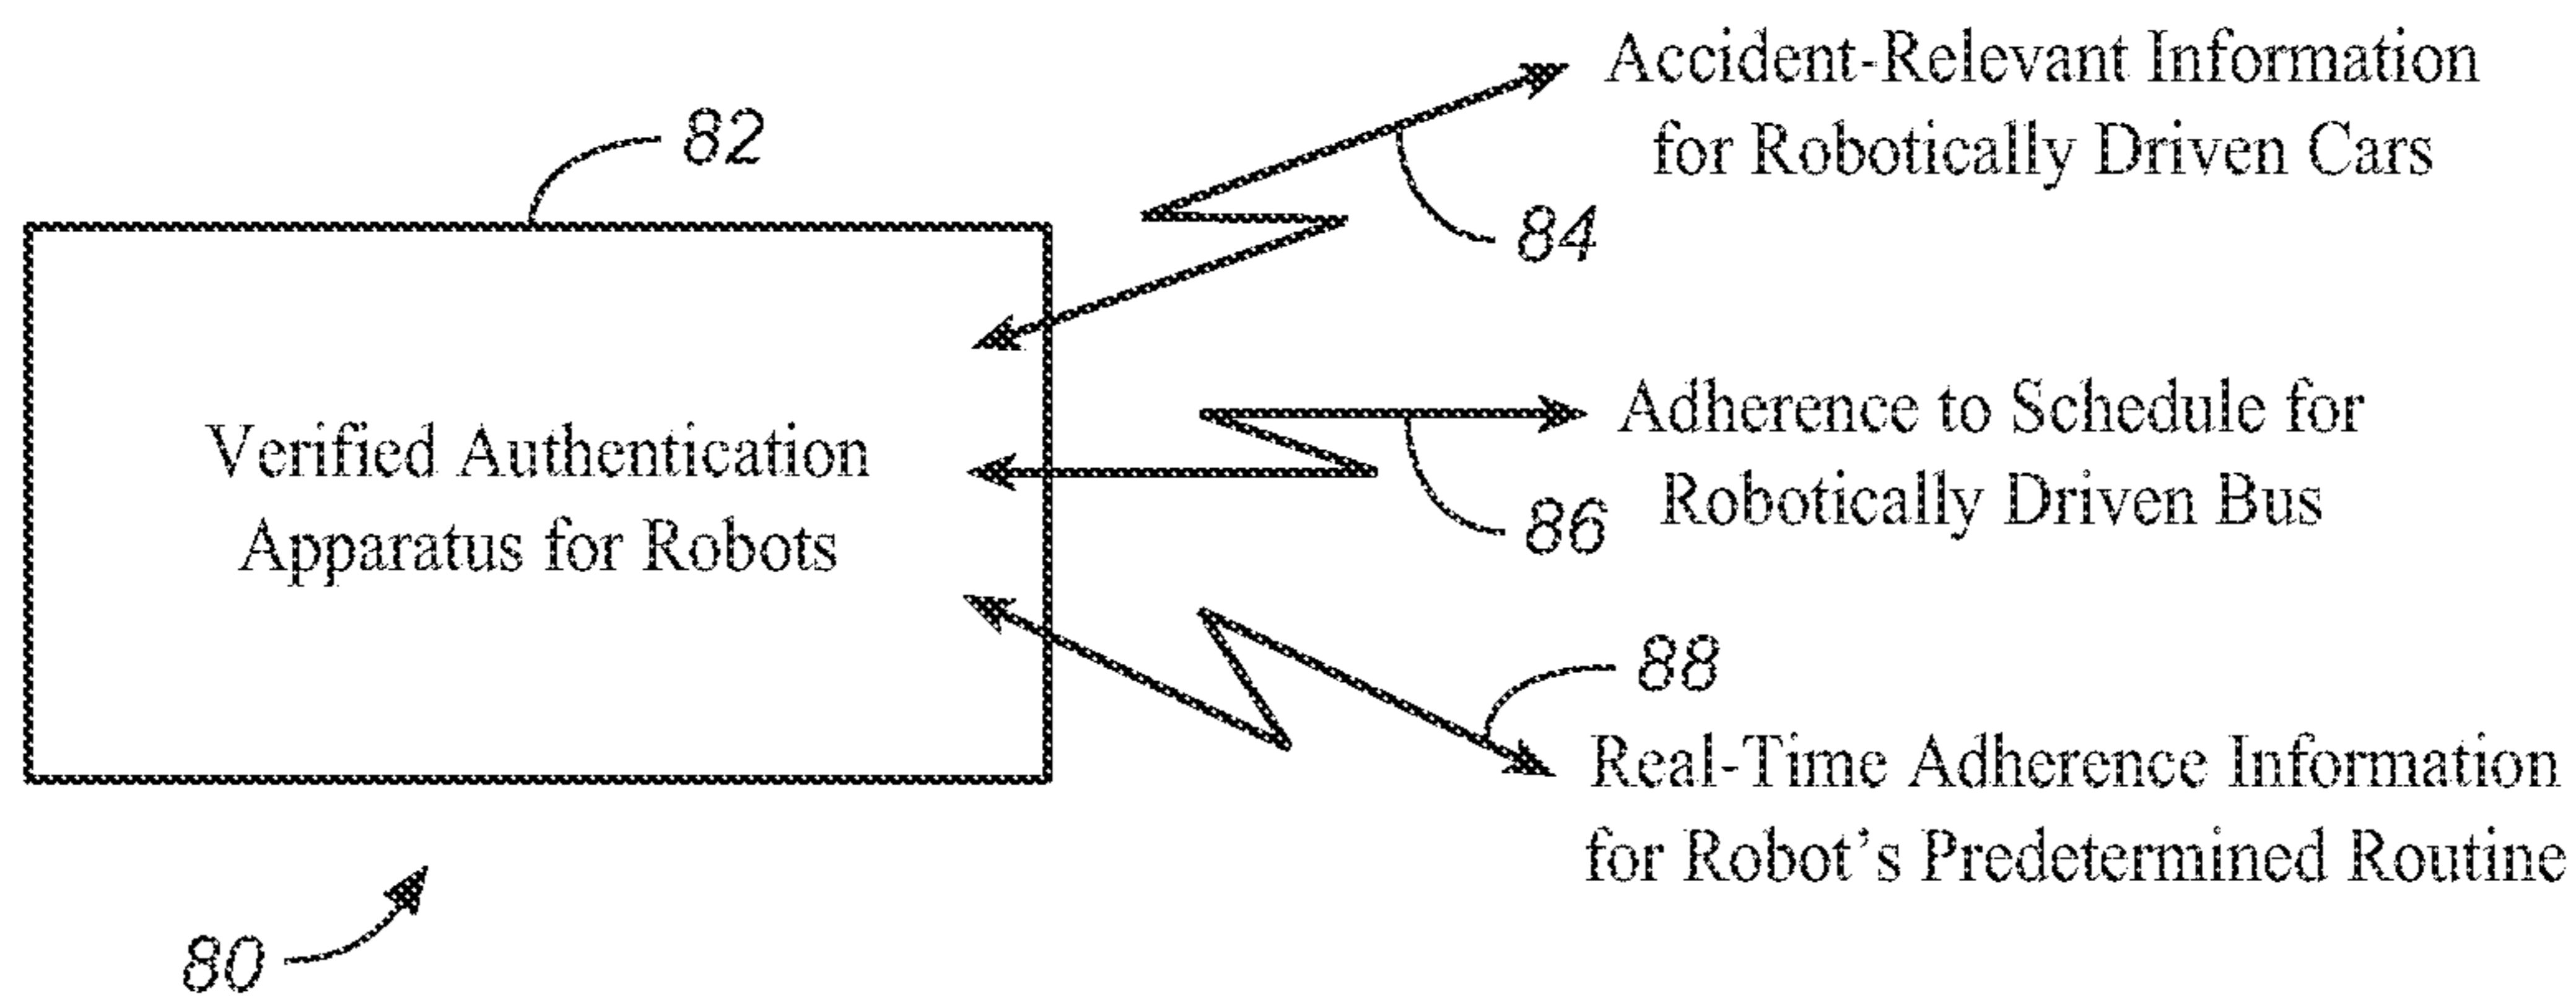 82
Verified Authentication
Apparatus for Robots
Accident-Relevant Information
for Robotically Driven Cars
84
Adherence to Schedule for
Robotically Driven Bus
86
88
Real-Time Adherence Information
for Robot's Predetermined Routine
80